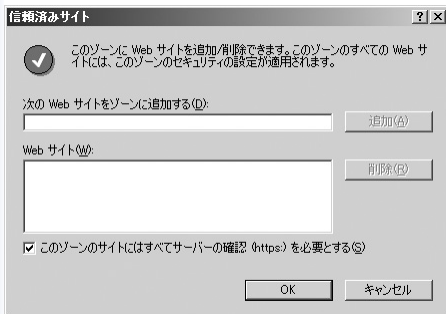 信頼済みサイト
このゾーンに Web サイトを追加/削除できます。このゾーンのすべての Web サ
イトには、このゾーンのセキュリティの設定が適用されます。
次の Web サイトをゾーンに追加する(D):
追加(A)
Web サイト(W):
削除(R)
このゾーンのサイトにはすべてサーバーの確認 (https:) を必要とする(S)
OK
キャンセル